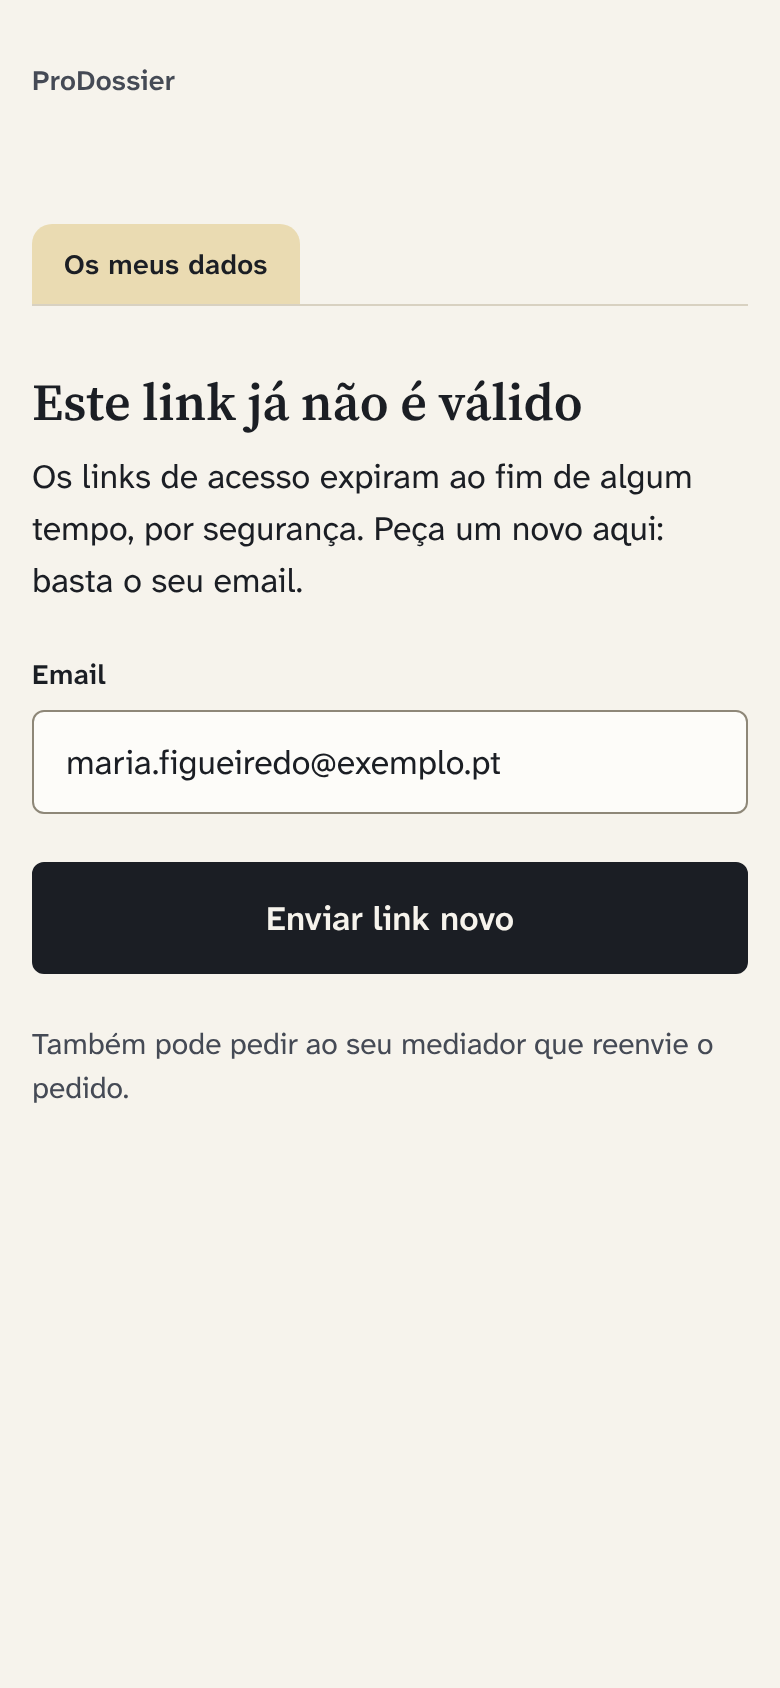 ProDossier
Os meus dados
Este link já não é válido
Os links de acesso expiram ao fim de algum
tempo, por segurança. Peça um novo aqui:
basta o seu email.
Email
maria.figueiredo@exemplo.pt
Enviar link novo
Também pode pedir ao seu mediador que reenvie o
pedido.